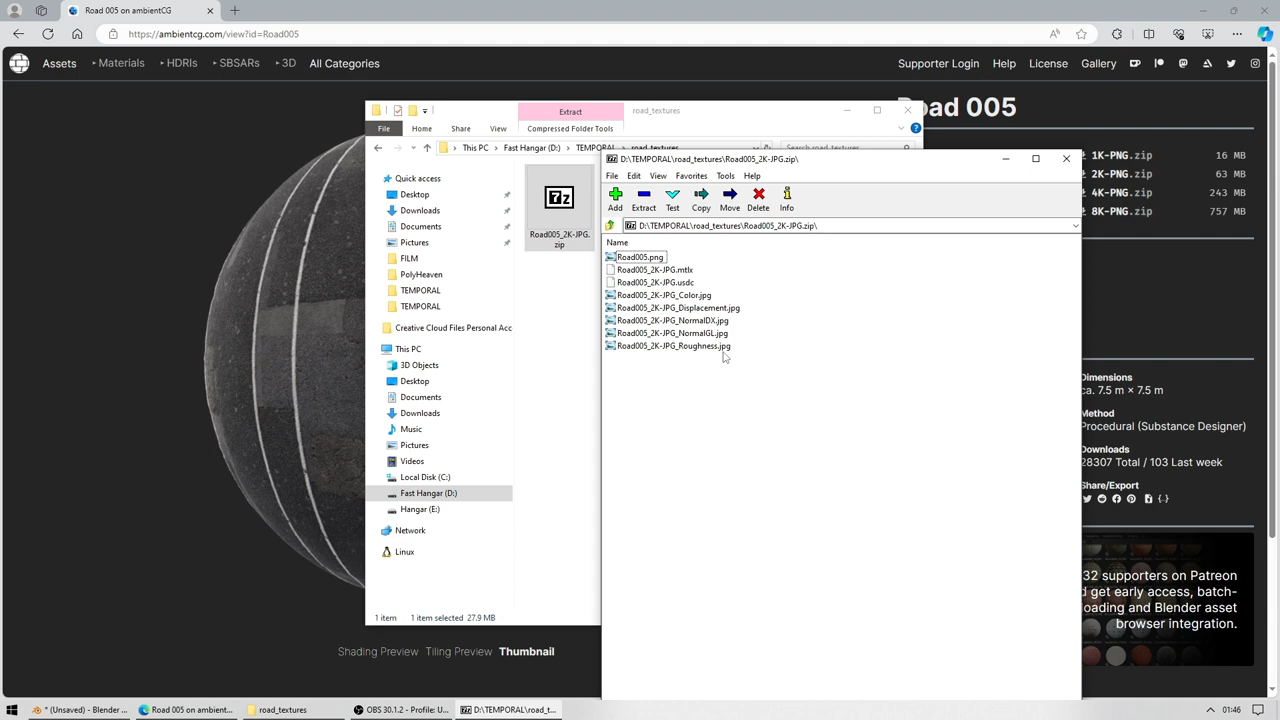 Road 005 on ambientCG
https://ambientcg.com/view?id=Road005
Assets
Materials
HDRIs
SBSARs
3D
All Categories
Supporter Login
Help
License
Gallery
Extract
road_textures
File
Home
Share
View
Compressed Folder Tools
This PC
Fast Hangar (D:)
TEMPORAL
road_textures
Search road_textures
Quick access
Desktop
Downloads
Documents
Pictures
FILM
PolyHeaven
TEMPORAL
TEMPORAL
Creative Cloud Files Personal Acc
This PC
3D Objects
Desktop
Documents
Downloads
Music
Pictures
Videos
Local Disk (C:)
Fast Hangar (D:)
Hangar (E:)
Network
Linux
7z
Road005_2K-JPG.
zip
1 item
1 item selected 27.9 MB
D:\TEMPORAL\road_textures\Road005_2K-JPG.zip\
File
Edit
View
Favorites
Tools
Help
Add
Extract
Test
Copy
Move
Delete
Info
D:\TEMPORAL\road_textures\Road005_2K-JPG.zip\
Name
Road005.png
Road005_2K-JPG.mtlx
Road005_2K-JPG.usdc
Road005_2K-JPG_Color.jpg
Road005_2K-JPG_Displacement.jpg
Road005_2K-JPG_NormalDX.jpg
Road005_2K-JPG_NormalGL.jpg
Road005_2K-JPG_Roughness.jpg
Road 005
1K-PNG.zip 16 MB
2K-PNG.zip 63 MB
4K-PNG.zip 243 MB
K-PNG.zip 757 MB
Dimensions
ca. 7.5 m × 7.5 m
Method
Procedural (Substance Designer)
Downloads
28307 Total / 103 Last week
Share/Export
32 supporters on Patreon
d get early access, batch-
loading and Blender asset
browser integration.
Shading Preview
Tiling Preview
Thumbnail
* (Unsaved) - Blender ...
Road 005 on ambient...
road_textures
OBS 30.1.2 - Profile: U...
D:\TEMPORAL\road_t...
01:46